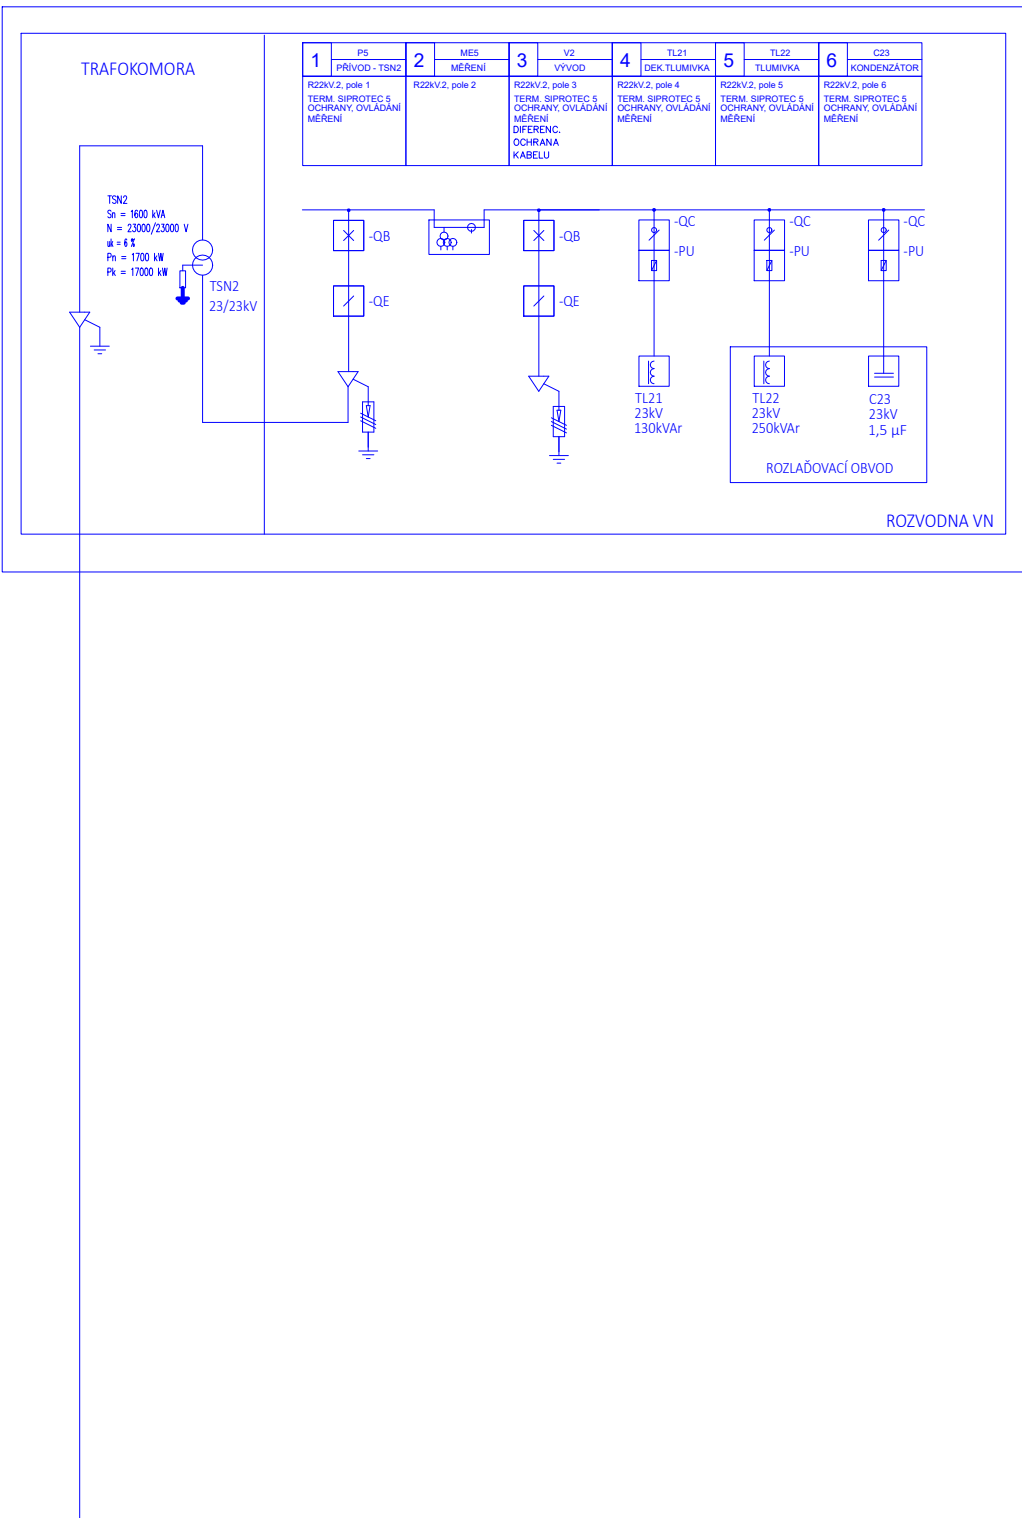 TRAFOKOMORA
1
P5
PŘÍVOD - TSN2
2
ME5
MĚŘENÍ
3
V2
VÝVOD
4
TL21
DEK.TLUMIVKA
5
TL22
TLUMIVKA
6
C23
KONDENZÁTOR
R22kV.2, pole 1
TERM. SIPROTEC 5
OCHRANY, OVLÁDÁNÍ
MĚŘENÍ
R22kV.2, pole 2
R22kV.2, pole 3
TERM. SIPROTEC 5
OCHRANY, OVLÁDÁNÍ
MĚŘENÍ
DIFERENC.
OCHRANA
KABELU
R22kV.2, pole 4
TERM. SIPROTEC 5
OCHRANY, OVLÁDÁNÍ
MĚŘENÍ
R22kV.2, pole 5
TERM. SIPROTEC 5
OCHRANY, OVLÁDÁNÍ
MĚŘENÍ
R22kV.2, pole 6
TERM. SIPROTEC 5
OCHRANY, OVLÁDÁNÍ
MĚŘENÍ
TSN2
Sn = 1600 kVA
N = 23000/23000 V
uk = 6 %
Pn = 1700 kW
Pk = 17000 kW
TSN2
23/23kV
-QB
-QE
-QB
-QE
-QC
-PU
-QC
-PU
-QC
-PU
TL21
23kV
130kVAr
TL22
23kV
250kVAr
C23
23kV
1,5 µF
ROZLAĎOVACÍ OBVOD
ROZVODNA VN